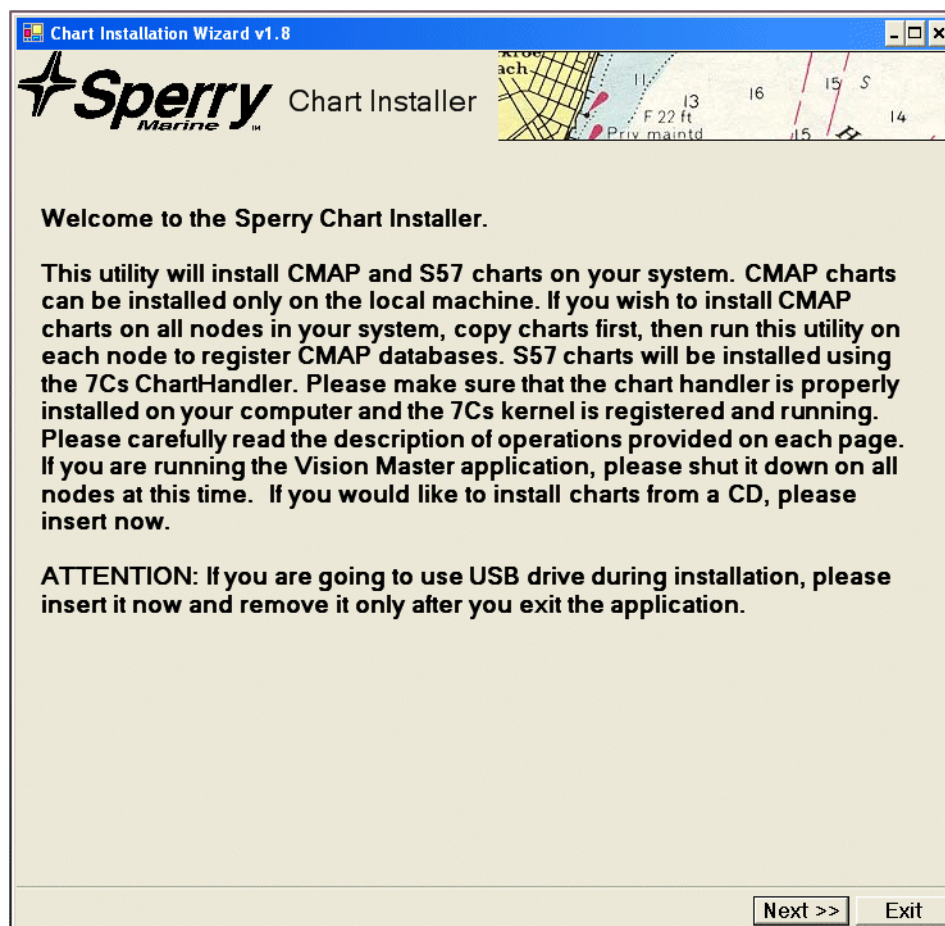 Chart Installation Wizard v1.8
Sperry
Marine
TM
Chart Installer
ach
11
13
16
15
S
F 22 ft
14
Priv maintd
15
H
Welcome to the Sperry Chart Installer.
This utility will install CMAP and S57 charts on your system. CMAP charts
can be installed only on the local machine. If you wish to install CMAP
charts on all nodes in your system, copy charts first, then run this utility on
each node to register CMAP databases. S57 charts will be installed using
the 7Cs ChartHandler. Please make sure that the chart handler is properly
installed on your computer and the 7Cs kernel is registered and running.
Please carefully read the description of operations provided on each page.
If you are running the Vision Master application, please shut it down on all
nodes at this time.  If you would like to install charts from a CD, please
insert now.
ATTENTION: If you are going to use USB drive during installation, please
insert it now and remove it only after you exit the application.
Next >>
Exit